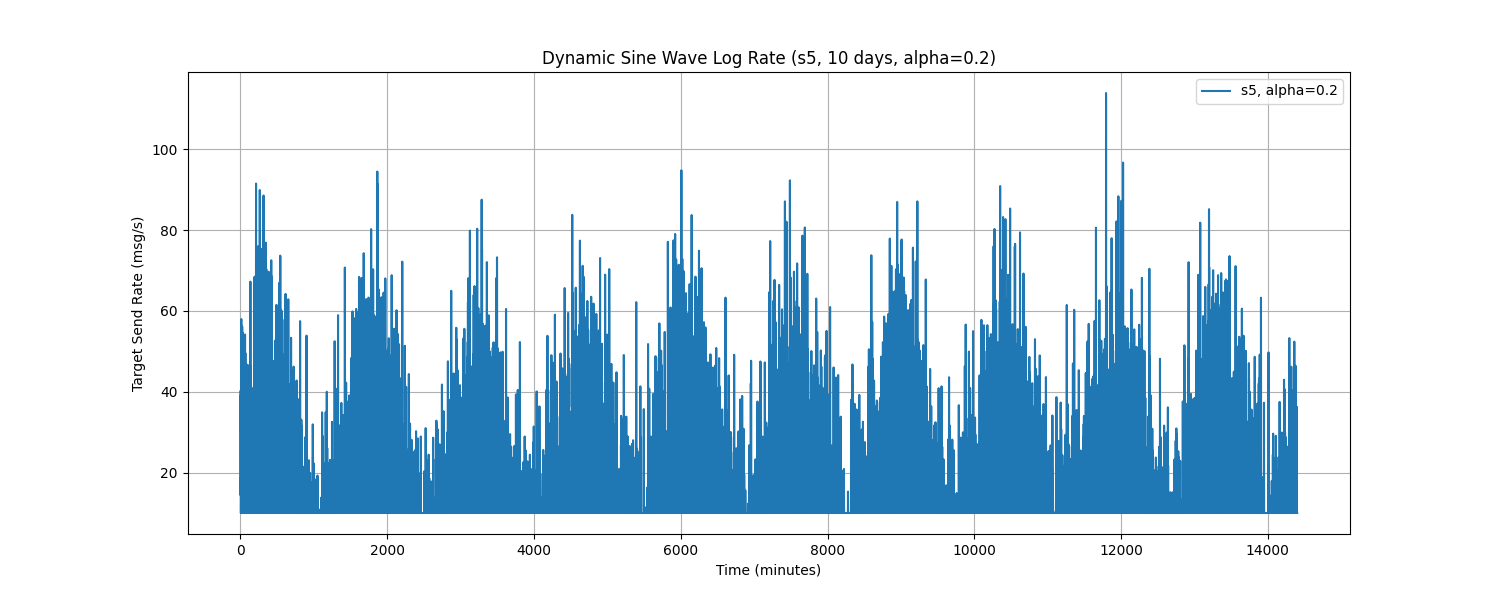 Dynamic Sine Wave Log Rate (s5, 10 days, alpha=0.2)
s5, alpha=0.2
Target Send Rate (msg/s)
100
80
60
40
20
0 2000 4000 6000 8000 10000 12000 14000
Time (minutes)